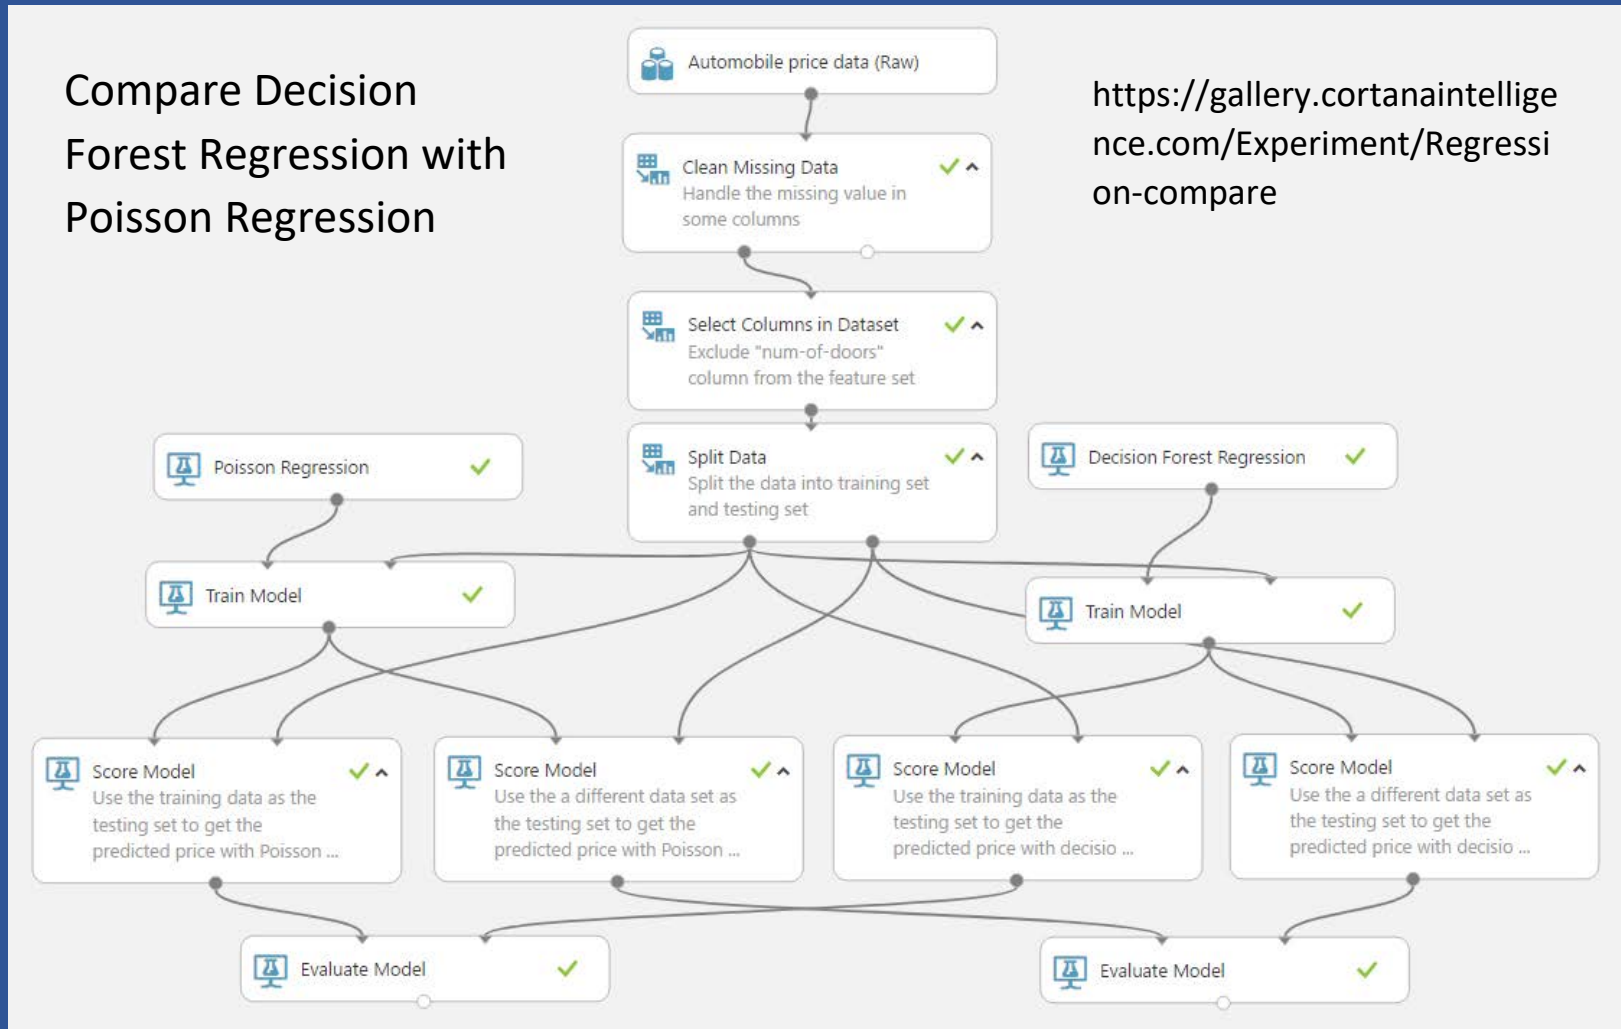 Compare Decision
Forest Regression with
Poisson Regression
https://gallery.cortanaintellige
nce.com/Experiment/Regressi
on-compare
Automobile price data (Raw)
Clean Missing Data
Handle the missing value in
some columns
Select Columns in Dataset
Exclude "num-of-doors"
column from the feature set
Poisson Regression
Split Data
Split the data into training set
and testing set
Decision Forest Regression
Train Model
Train Model
Score Model
Use the training data as the
testing set to get the
predicted price with Poisson ...
Score Model
Use the a different data set as
the testing set to get the
predicted price with Poisson ...
Score Model
Use the training data as the
testing set to get the
predicted price with decisio ...
Score Model
Use the a different data set as
the testing set to get the
predicted price with decisio ...
Evaluate Model
Evaluate Model